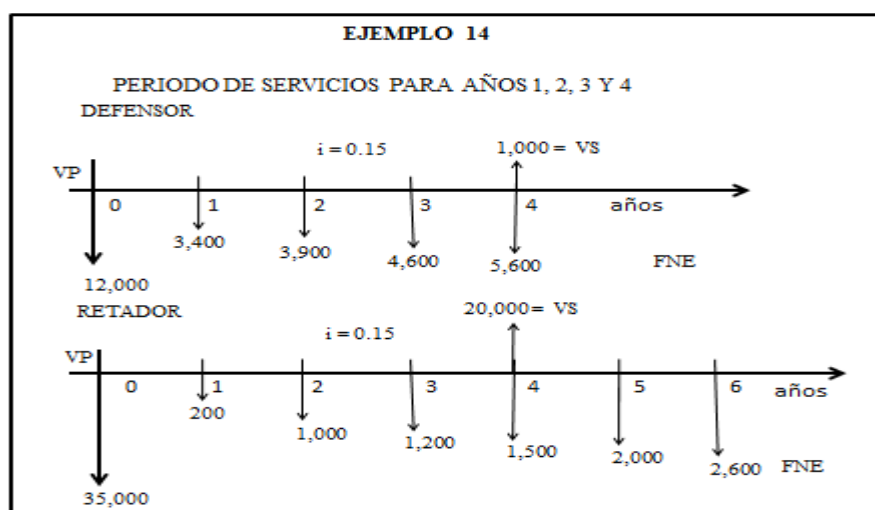 EJEMPLO 14
PERIODO DE SERVICIOS PARA AÑOS 1, 2, 3 Y 4
DEFENSOR
i = 0.15 1,000 = VS
VP
0 1 2 3 4 años
3,400 3,900 4,600 5,600 FNE
12,000
RETADOR 20,000 = VS
i = 0.15
VP
0 1 2 3 4 5 6 años
200 1,000 1,200 1,500 2,000 2,600 FNE
35,000